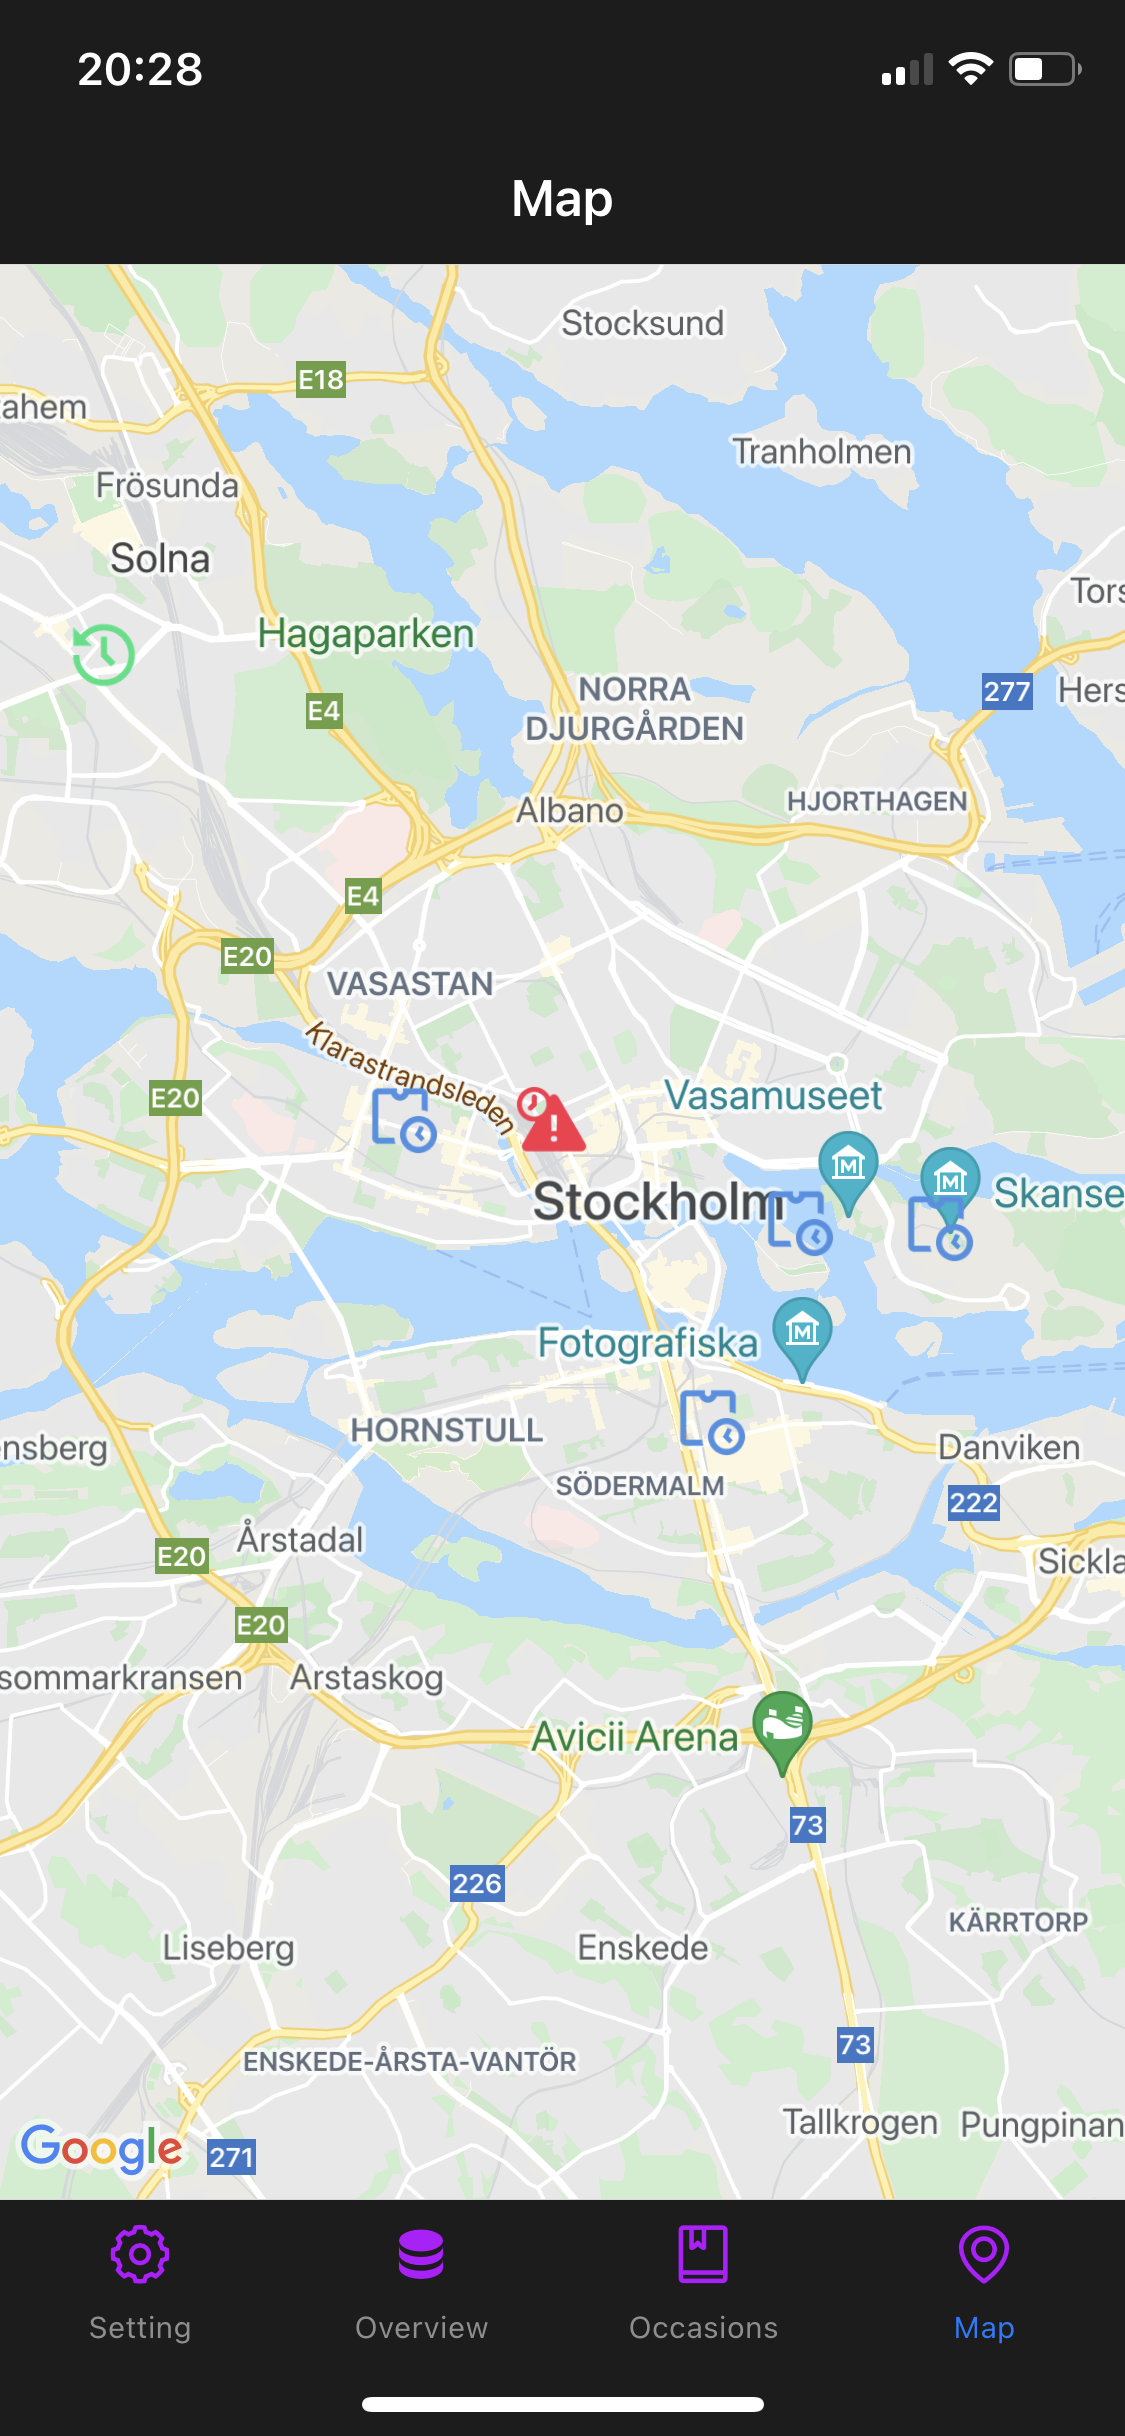 20:28
Map
Stocksund
E18
tahem
Tranholmen
Frösunda
Solna
Tors
Hagaparken
NORRA
DJURGÅRDEN
277
Hers
E4
HJORTHAGEN
Albano
E4
E20
VASASTAN
Klarastrandsleden
E20
Vasamuseet
M
M
Skanse
Stockholm
Fotografiska
M
HORNSTULL
ensberg
Danviken
SÖDERMALM
222
Årstadal
E20
Sickla
E20
sommarkransen
Årstaskog
Avicii Arena
73
226
KÄRRTORP
Liseberg
Enskede
73
ENSKEDE-ÅRSTA-VANTÖR
Tallkrogen
Pungpinan
Google
271
Setting
Overview
Occasions
Map